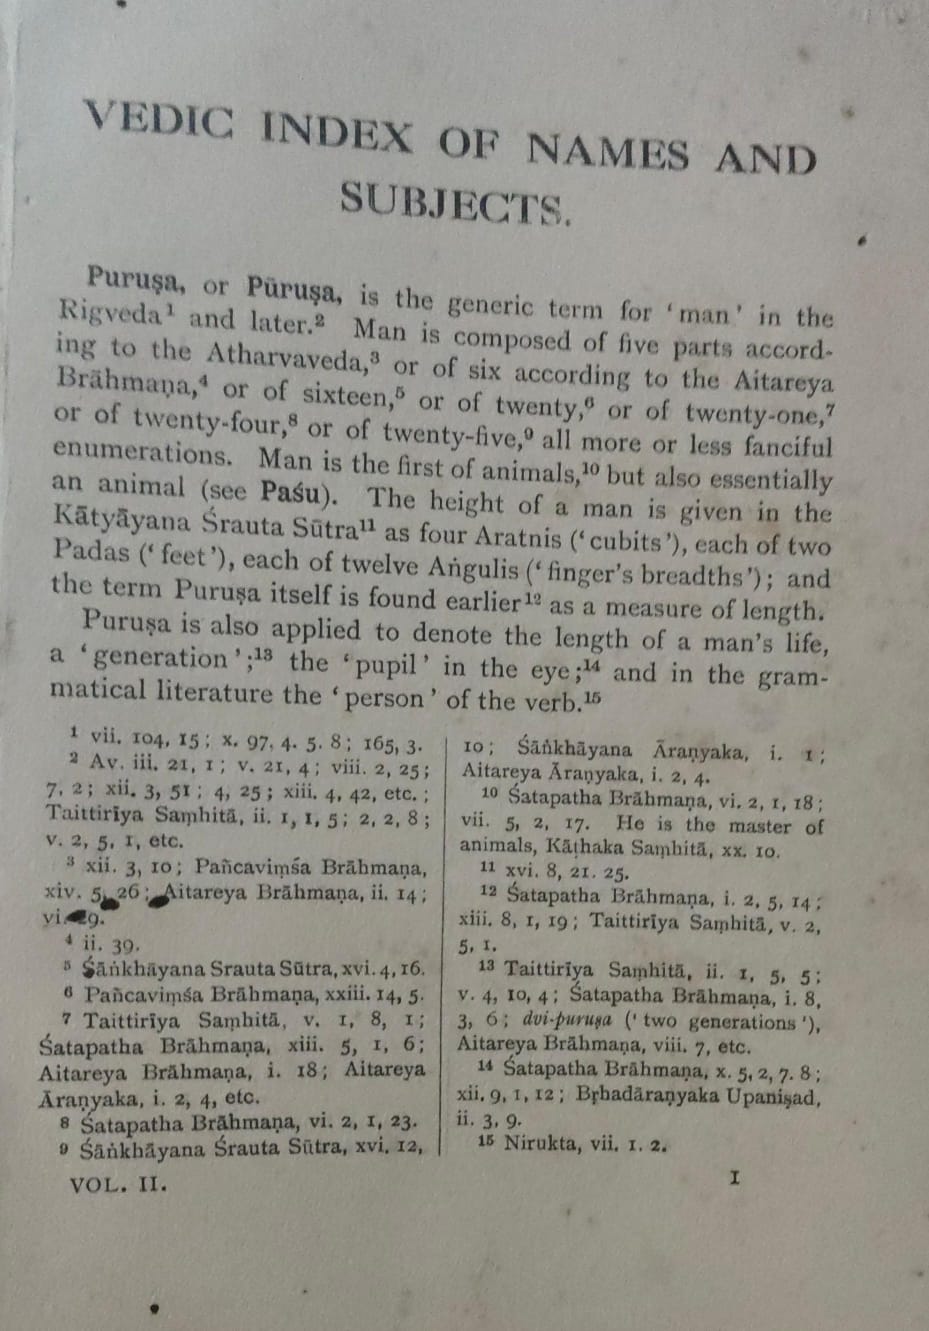 VEDIC INDEX OF NAMES AND
SUBJECTS.
Puruṣa, or Pūruṣa, is the generic term for ‘man’ in the
Rigveda¹ and later.² Man is composed of five parts accord-
ing to the Atharvaveda,³ or of six according to the Aitareya
Brāhmaṇa,⁴ or of sixteen,⁵ or of twenty,⁶ or of twenty-one,⁷
or of twenty-four,⁸ or of twenty-five,⁹ all more or less fanciful
enumerations. Man is the first of animals,¹⁰ but also essentially
an animal (see Paśu). The height of a man is given in the
Kātyāyana Śrauta Sūtra¹¹ as four Aratnis (‘cubits’), each of two
Padas (‘feet’), each of twelve Aṅgulis (‘finger’s breadths’); and
the term Puruṣa itself is found earlier¹² as a measure of length.
Puruṣa is also applied to denote the length of a man’s life,
a ‘generation’;¹³ the ‘pupil’ in the eye;¹⁴ and in the gram-
matical literature the ‘person’ of the verb.¹⁵
¹ vii. 104, 15; x. 97, 4. 5. 8; 165, 3.
² Av. iii. 21, 1; v. 21, 4; viii. 2, 25;
7, 2; xii. 3, 51; 4, 25; xiii. 4, 42, etc.;
Taittirīya Saṃhitā, ii. 1, 1, 5; 2, 2, 8;
v. 2, 5, 1, etc.
³ xii. 3, 10; Pañcaviṃśa Brāhmaṇa,
xiv. 5, 26; Aitareya Brāhmaṇa, ii. 14;
vi. 29.
⁴ ii. 39.
⁵ Śāṅkhāyana Srauta Sūtra, xvi. 4, 16.
⁶ Pañcaviṃśa Brāhmaṇa, xxiii. 14, 5.
⁷ Taittirīya Saṃhitā, v. 1, 8, 1;
Śatapatha Brāhmaṇa, xiii. 5, 1, 6;
Aitareya Brāhmaṇa, i. 18; Aitareya
Āraṇyaka, i. 2, 4, etc.
⁸ Śatapatha Brāhmaṇa, vi. 2, 1, 23.
⁹ Śāṅkhāyana Śrauta Sūtra, xvi. 12,
10; Śāṅkhāyana Āraṇyaka, i. 1;
Aitareya Āraṇyaka, i. 2, 4.
¹⁰ Śatapatha Brāhmaṇa, vi. 2, 1, 18;
vii. 5, 2, 17. He is the master of
animals, Kāṭhaka Saṃhitā, xx. 10.
¹¹ xvi. 8, 21. 25.
¹² Śatapatha Brāhmaṇa, i. 2, 5, 14;
xiii. 8, 1, 19; Taittirīya Saṃhitā, v. 2,
5, 1.
¹³ Taittirīya Saṃhitā, ii. 1, 5, 5;
v. 4, 10, 4; Śatapatha Brāhmaṇa, i. 8,
3, 6; dvi-puruṣa (‘two generations’),
Aitareya Brāhmaṇa, viii. 7, etc.
¹⁴ Śatapatha Brāhmaṇa, x. 5, 2, 7. 8;
xii. 9, 1, 12; Bṛhadāraṇyaka Upaniṣad,
ii. 3, 9.
¹⁵ Nirukta, vii. 1. 2.
VOL. II.
1